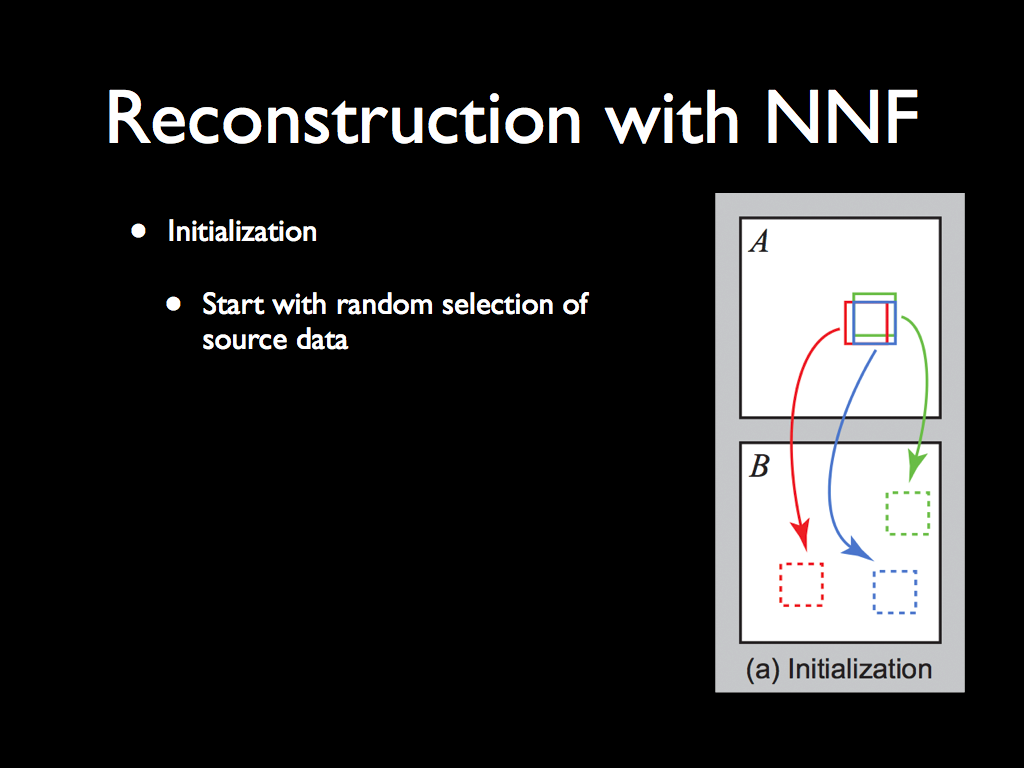 Reconstruction with NNF
• Initialization
• Start with random selection of
source data
A
B
(a) Initialization